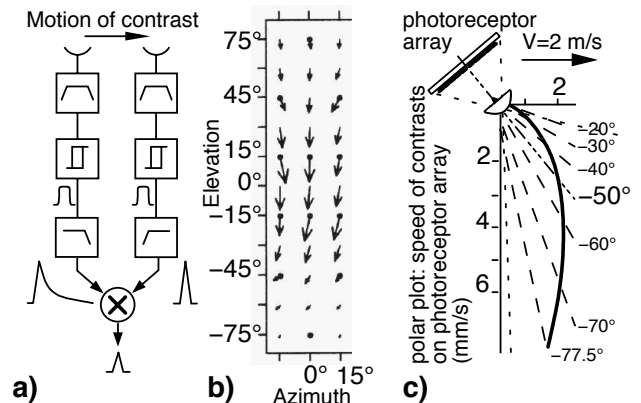 Motion of contrast
a)
Elevation
75°
45°
15°
0°
−15°
−45°
−75°
0° 15°
Azimuth
b)
photoreceptor
array
V=2 m/s
2
2
4
6
−20°
−30°
−40°
−50°
−60°
−70°
−77.5°
polar plot: speed of contrasts
on photoreceptor array
(mm/s)
c)